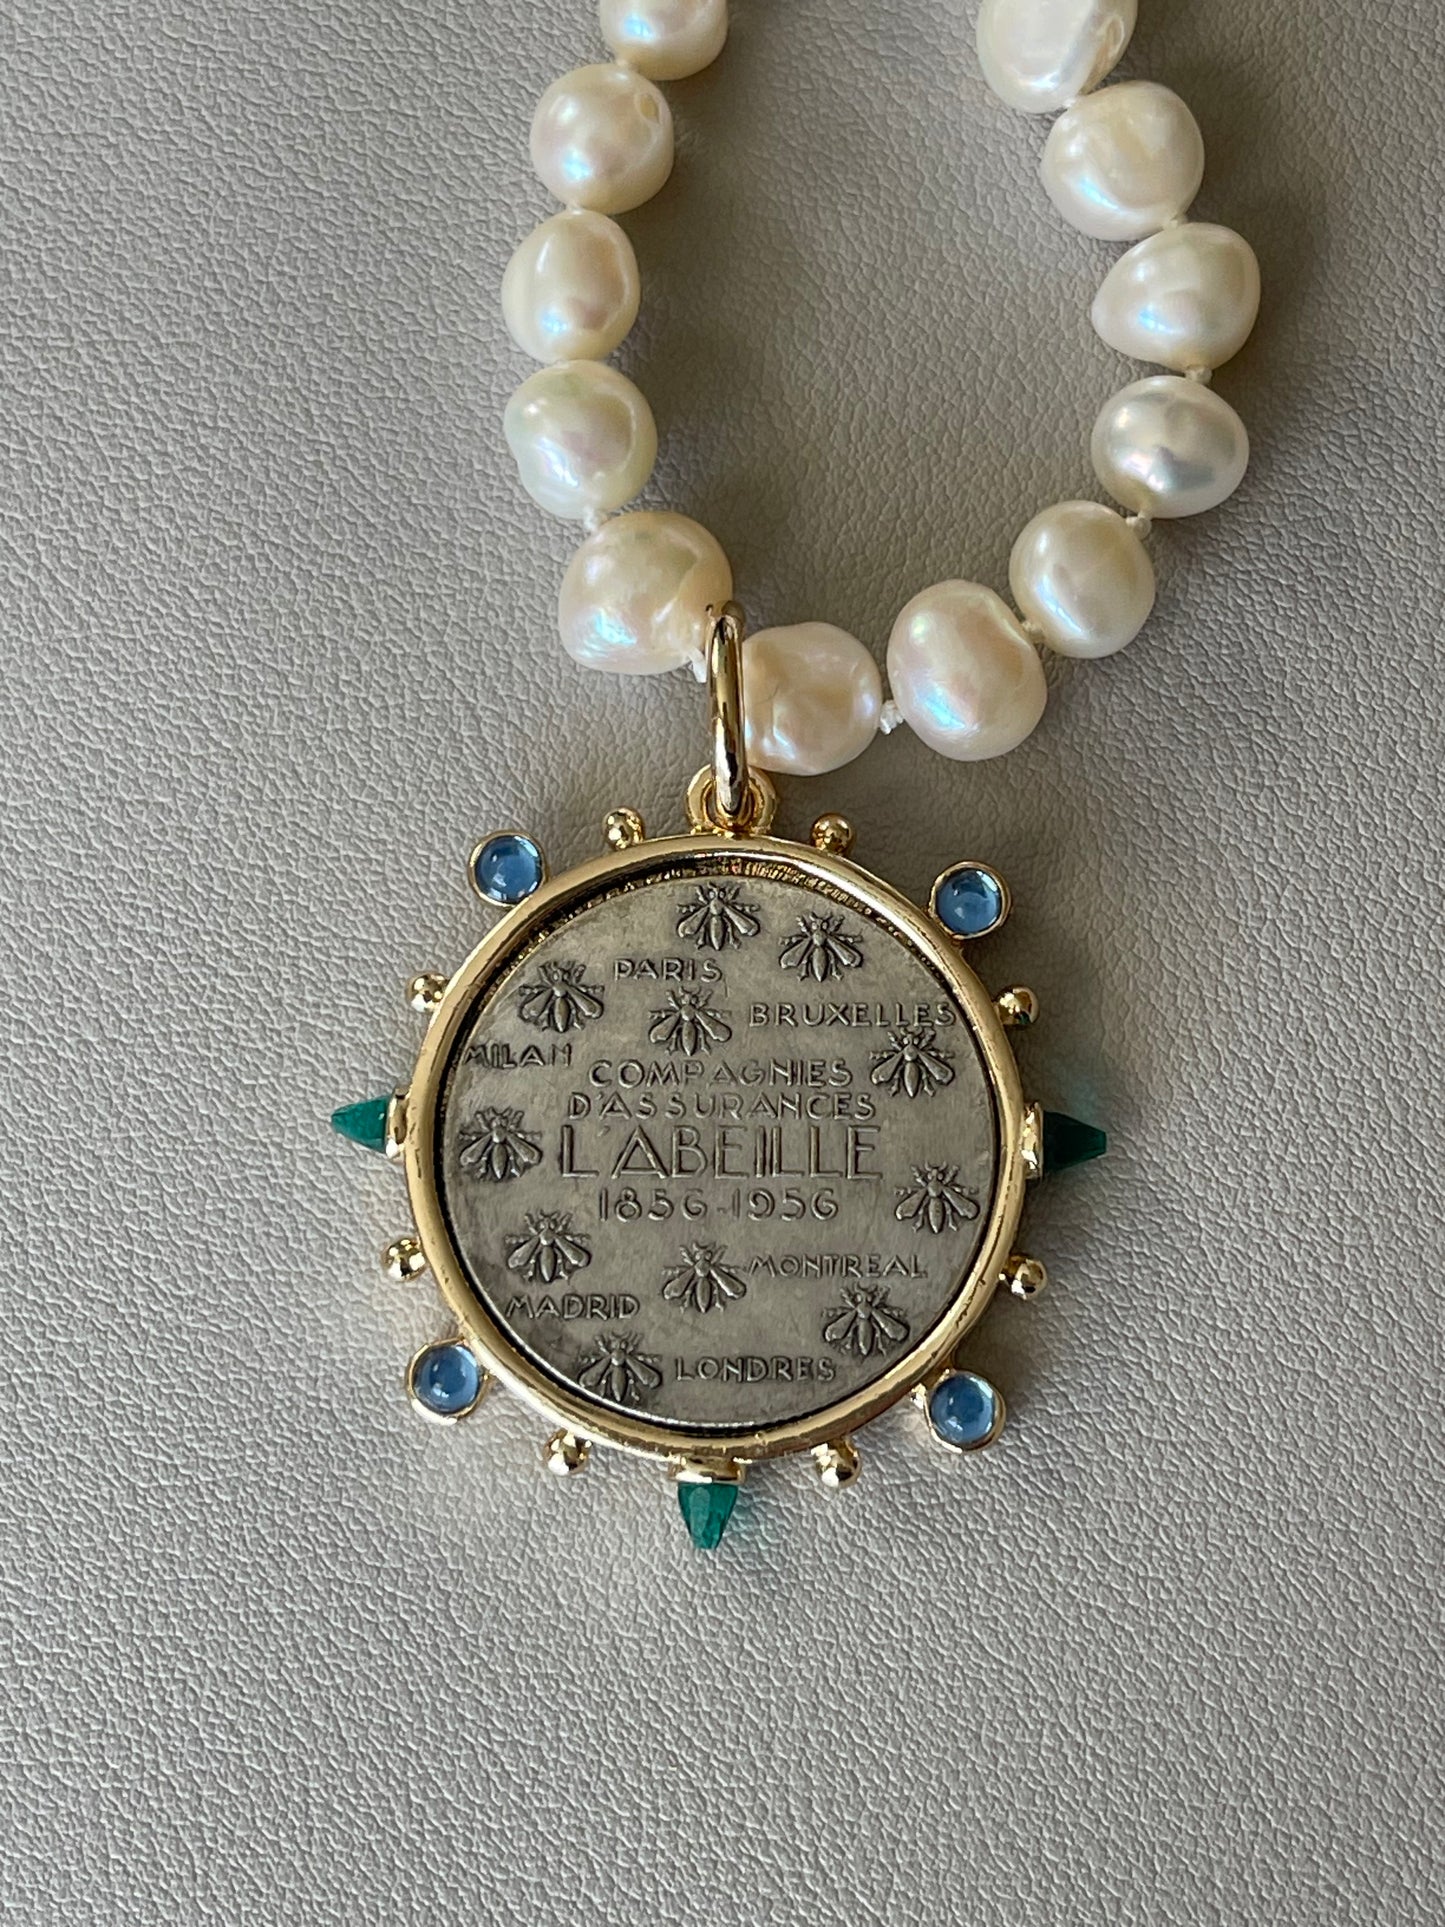 PARIS
BRUXELLES
MILAN
COMPAGNIES
D'ASSURANCES
L'ABEILLE
1856-1956
MONTREAL
MADRID
LONDRES